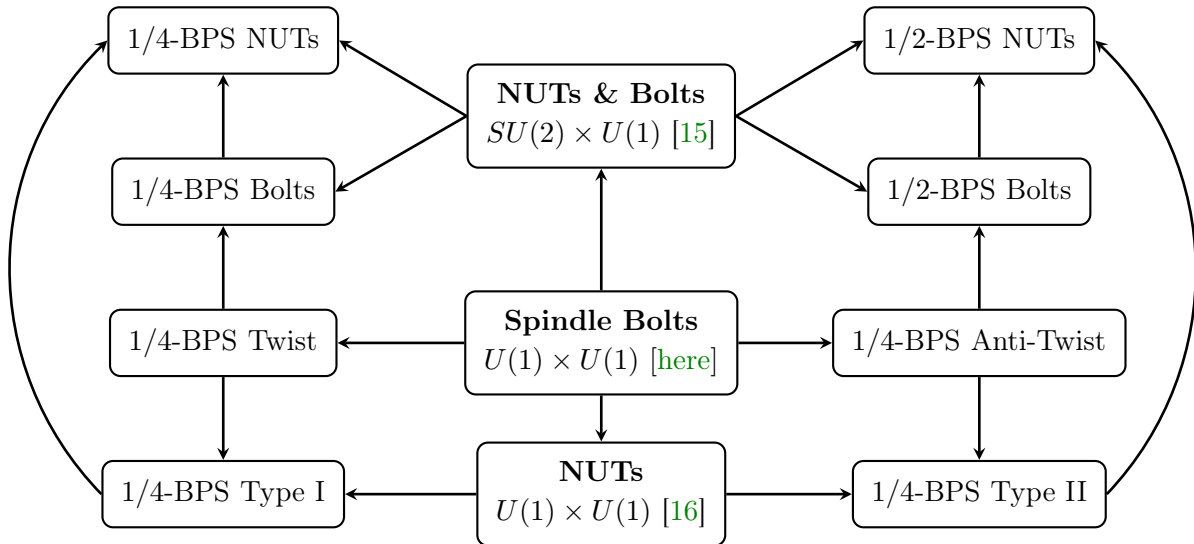 1/4-BPS NUTs
1/2-BPS NUTs
NUTs & Bolts
SU(2) × U(1) [15]
1/4-BPS Bolts
1/2-BPS Bolts
Spindle Bolts
U(1) × U(1) [here]
1/4-BPS Twist
1/4-BPS Anti-Twist
NUTs
U(1) × U(1) [16]
1/4-BPS Type I
1/4-BPS Type II